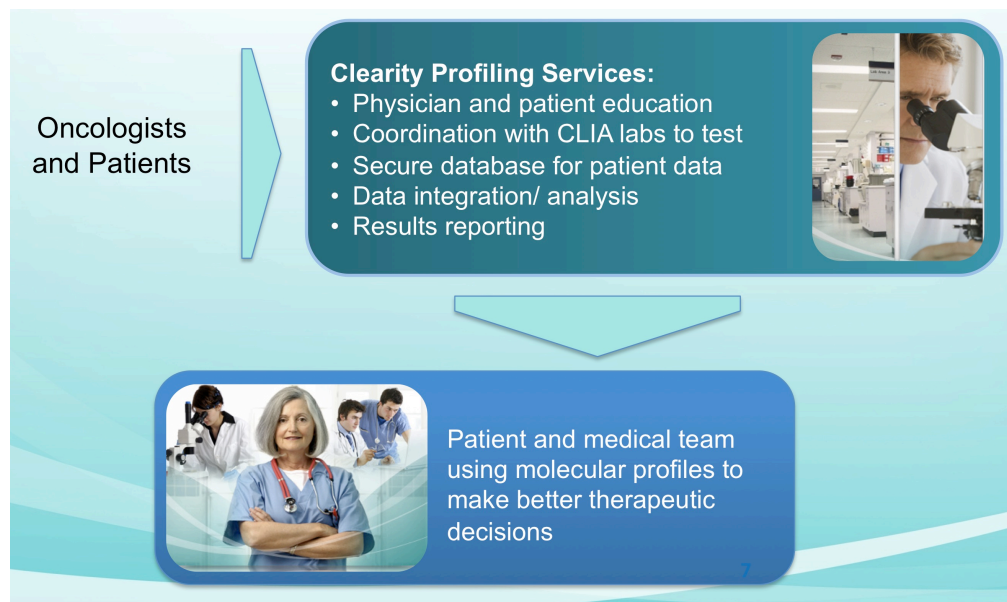 Oncologists
and Patients
Clearity Profiling Services:
• Physician and patient education
• Coordination with CLIA labs to test
• Secure database for patient data
• Data integration/ analysis
• Results reporting
Patient and medical team
using molecular profiles to
make better therapeutic
decisions
7